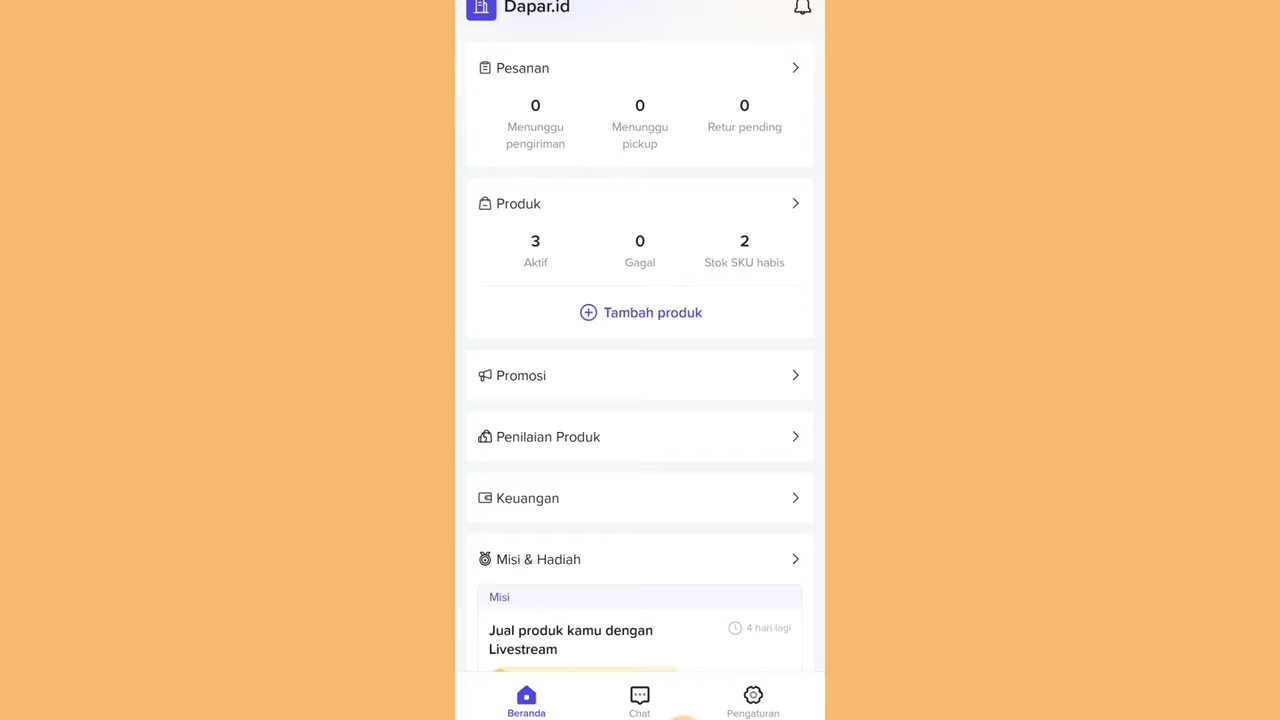 Dapar.id
Pesanan
0 0 0
Menunggu pengiriman
Menunggu pickup
Retur pending
Produk
3 0 2
Aktif Gagal Stok SKU habis
Tambah produk
Promosi
Penilaian Produk
Keuangan
Misi & Hadiah
Misi
Jual produk kamu dengan
Livestream
4 hari lagi
Beranda Chat Pengaturan